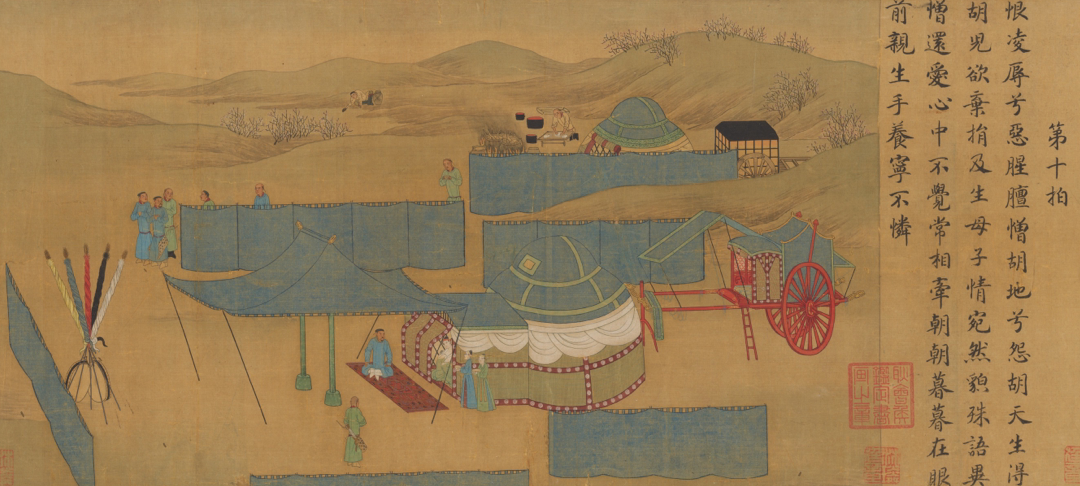 第十拍
恨凌辱兮惡腥膻憎胡地兮怨胡天生得
胡児欲棄捐及生母子情宛然貌殊語異
憎還愛心中不覺常相牽朝朝暮暮在眼
前親生手養寧不憐